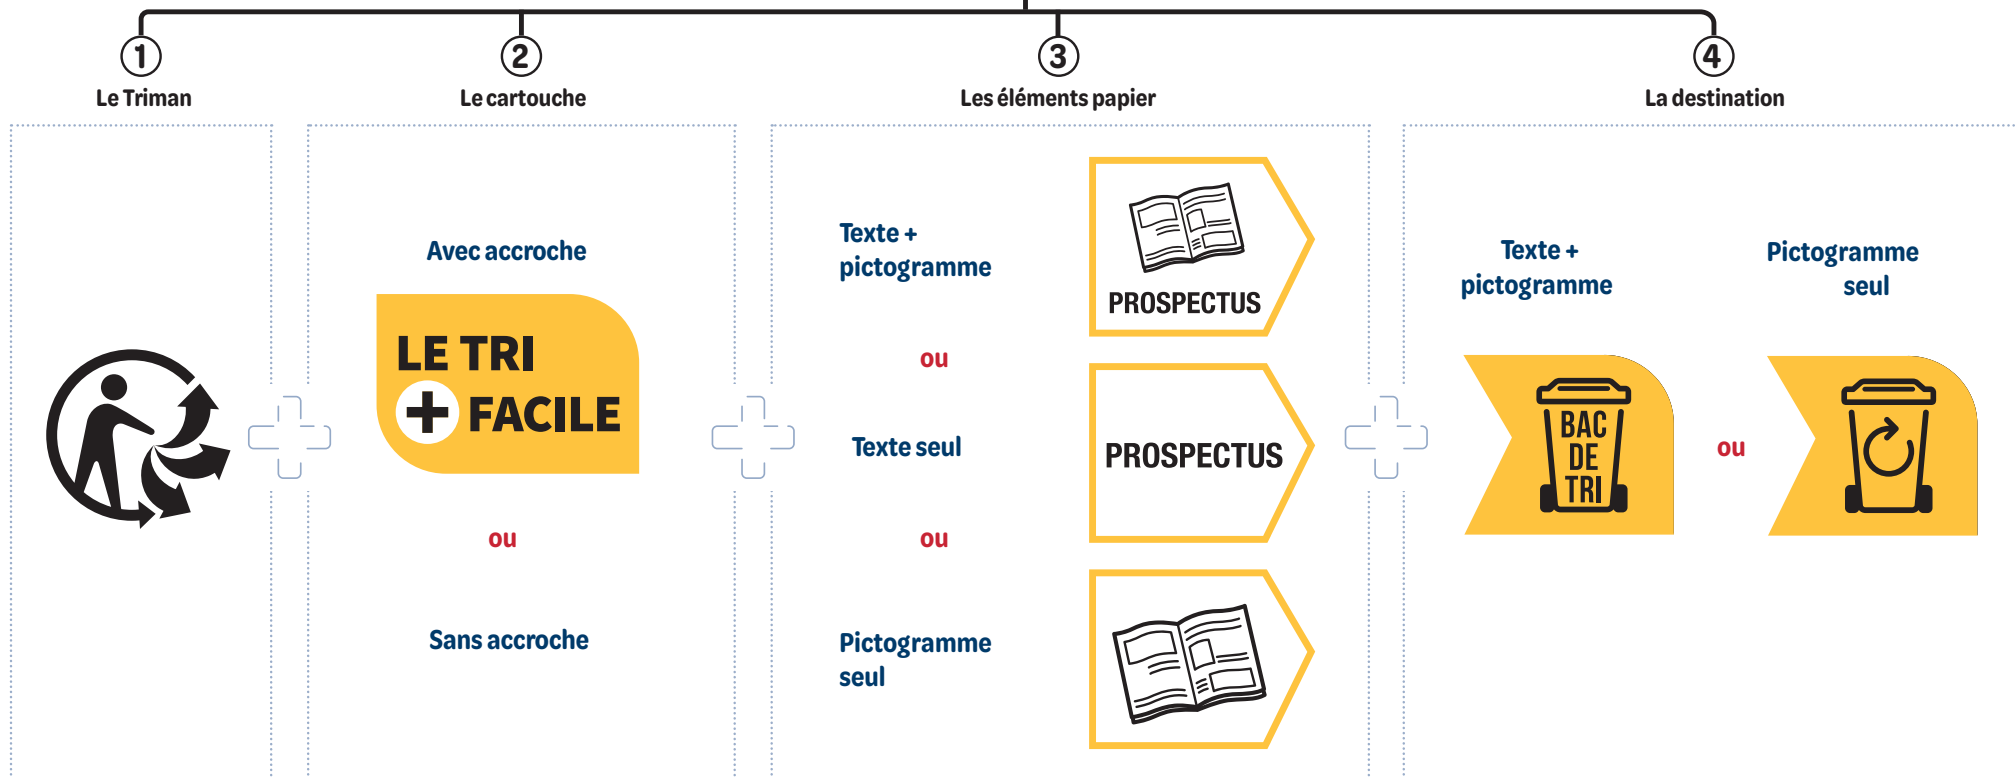 1
Le Triman
2
Le cartouche
3
Les éléments papier
4
La destination
Avec accroche
LE TRI
+ FACILE
ou
Sans accroche
Texte +
pictogramme
PROSPECTUS
ou
Texte seul
PROSPECTUS
ou
Pictogramme
seul
Texte +
pictogramme
BAC
DE
TRI
ou
Pictogramme
seul